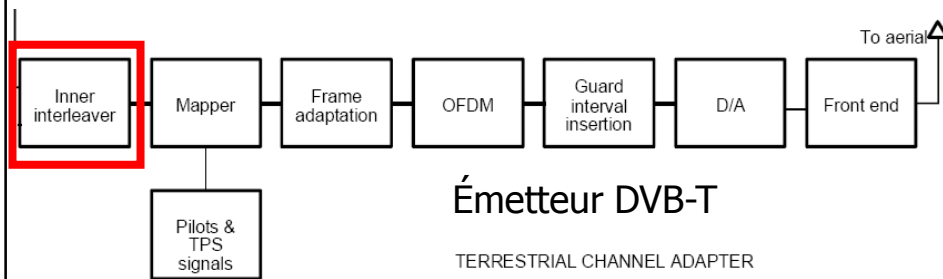 To aerial
Inner
interleaver
Mapper
Frame
adaptation
OFDM
Guard
interval
insertion
D/A
Front end
Pilots &
TPS
signals
Émetteur DVB-T
TERRESTRIAL CHANNEL ADAPTER